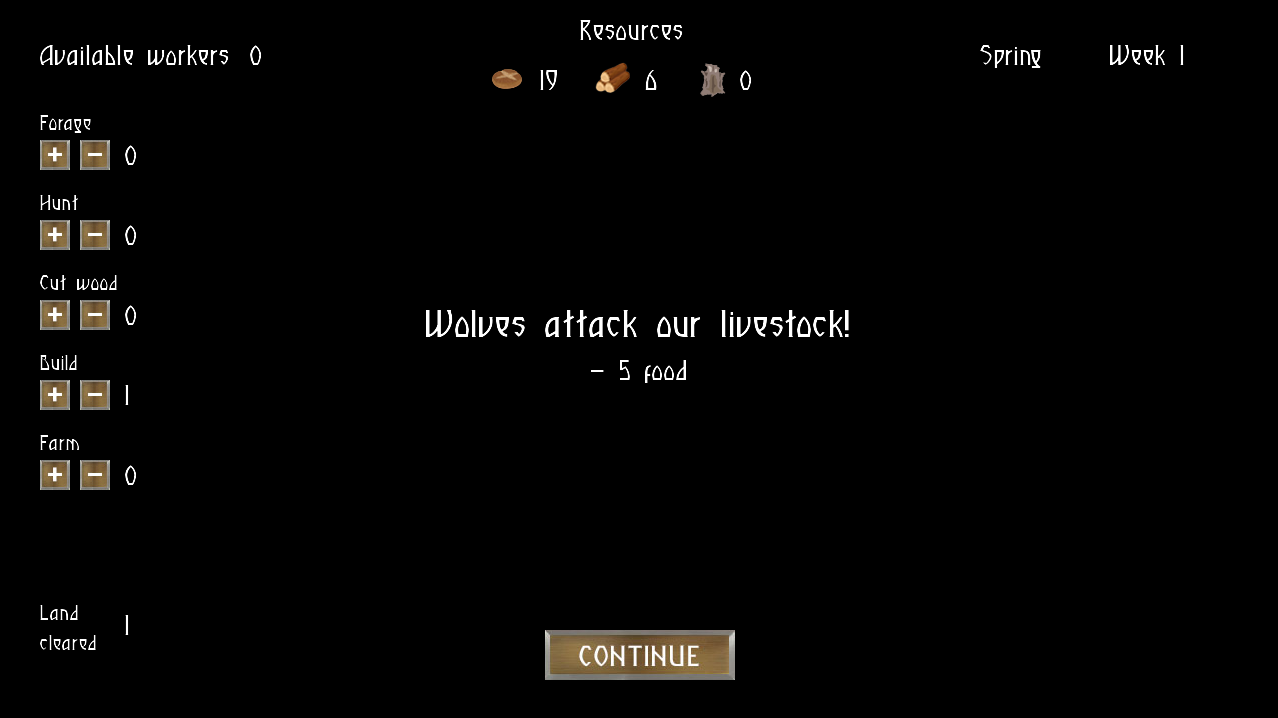 Resources
Available workers 0
19 6 0
Spring Week 1
Forage
+ - 0
Hunt
+ - 0
Cut wood
+ - 0
Build
+ - 1
Farm
+ - 0
Wolves attack our livestock!
- 5 food
Land
cleared 1
CONTINUE